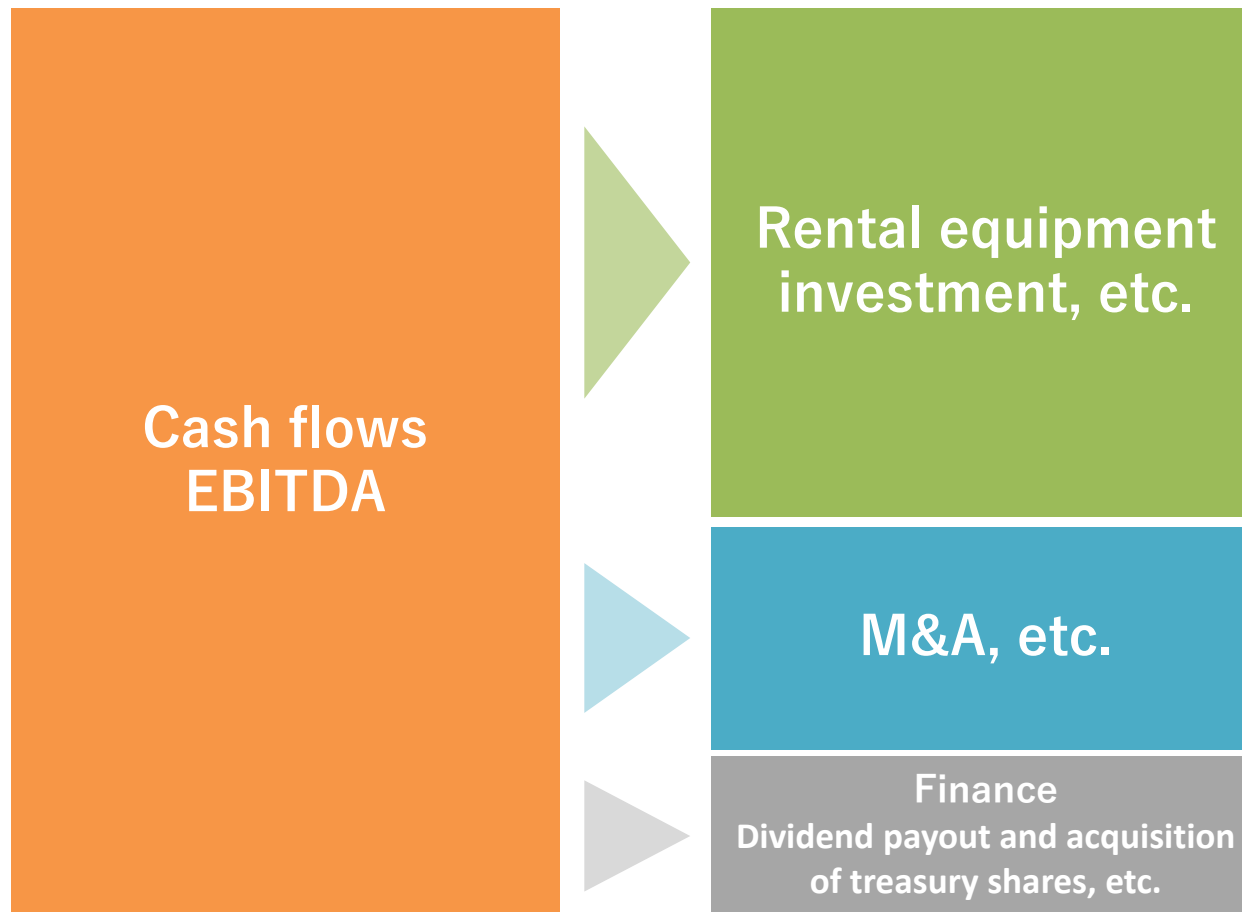 Cash flows
EBITDA
Rental equipment
investment, etc.
M&A, etc.
Finance
Dividend payout and acquisition
of treasury shares, etc.